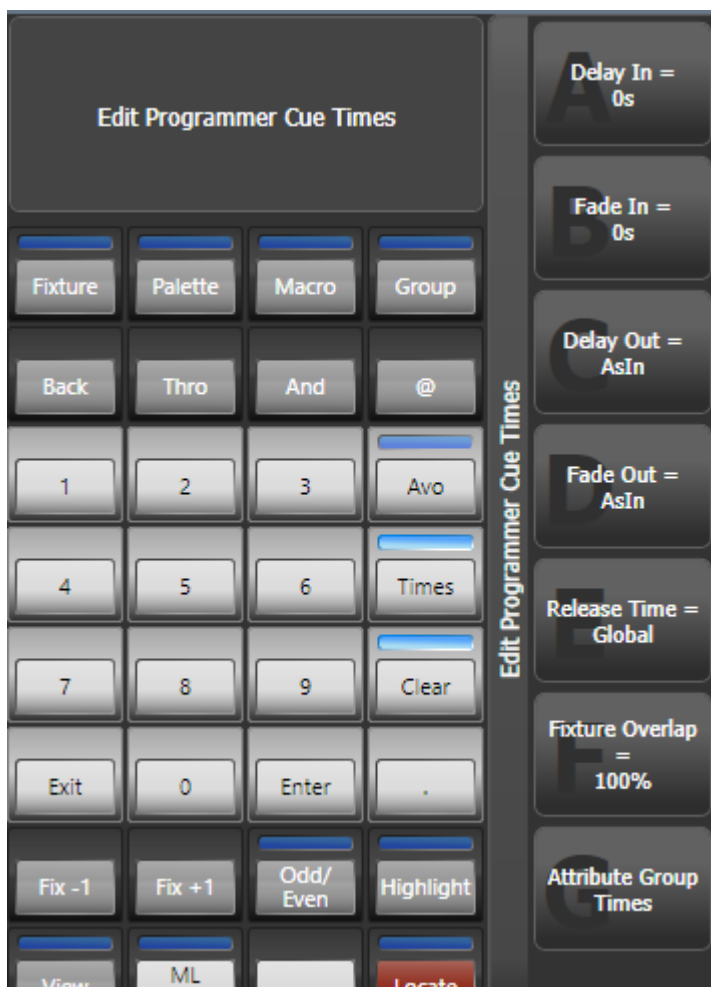 Edit Programmer Cue Times
Fixture
Palette
Macro
Group
Back
Thro
And
@
1
2
3
Avo
4
5
6
Times
7
8
9
Clear
Exit
0
Enter
.
Fix -1
Fix +1
Odd/
Even
Highlight
View
ML
Locate
Edit Programmer Cue Times
A
Delay In =
0s
B
Fade In =
0s
C
Delay Out =
AsIn
D
Fade Out =
AsIn
E
Release Time =
Global
F
Fixture Overlap
=
100%
G
Attribute Group
Times